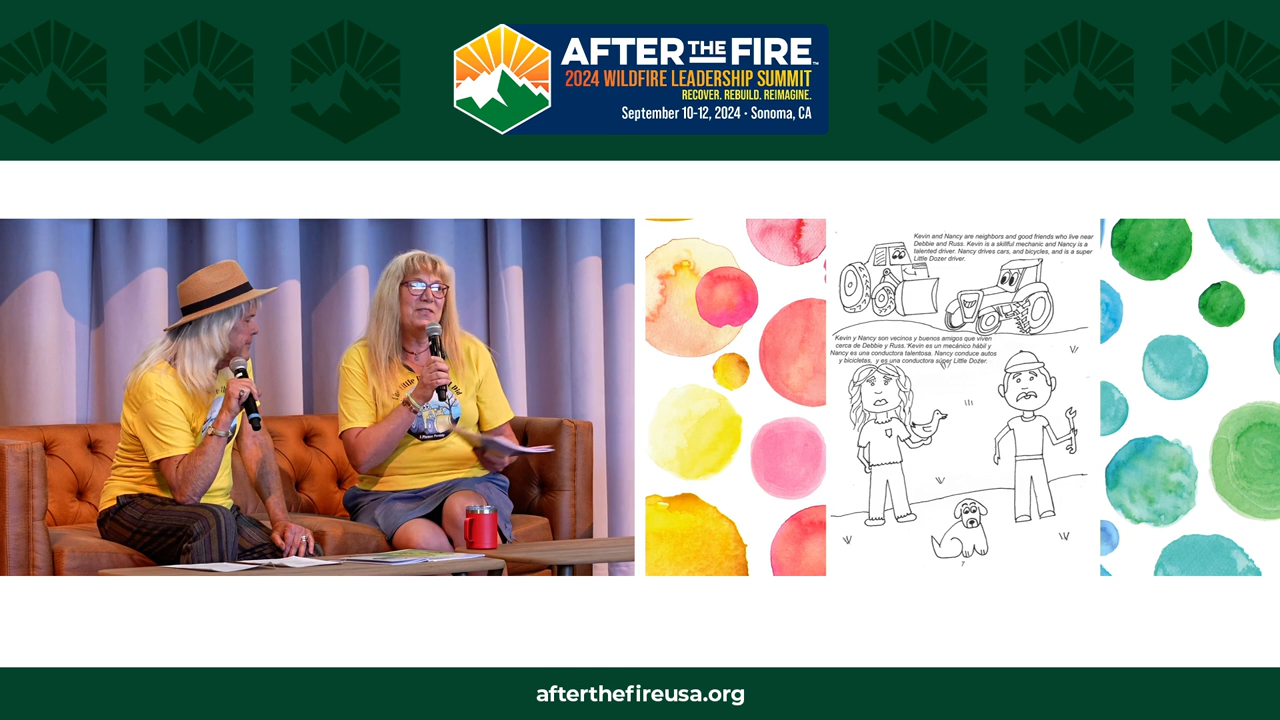 AFTER THE FIRE™
2024 WILDFIRE LEADERSHIP SUMMIT
RECOVER. REBUILD. REIMAGINE.
September 10-12, 2024 • Sonoma, CA
Kevin and Nancy are neighbors and good friends who live near
Debbie and Russ. Kevin is a skillful mechanic and Nancy is a
talented driver. Nancy drives cars, and bicycles, and is a super
Little Dozer driver.
Kevin y Nancy son vecinos y buenos amigos que viven
cerca de Debbie y Russ. Kevin es un mecánico hábil y
Nancy es una conductora talentosa. Nancy conduce autos
y bicicletas, y es una conductora súper Little Dozer.
7
afterthefireusa.org